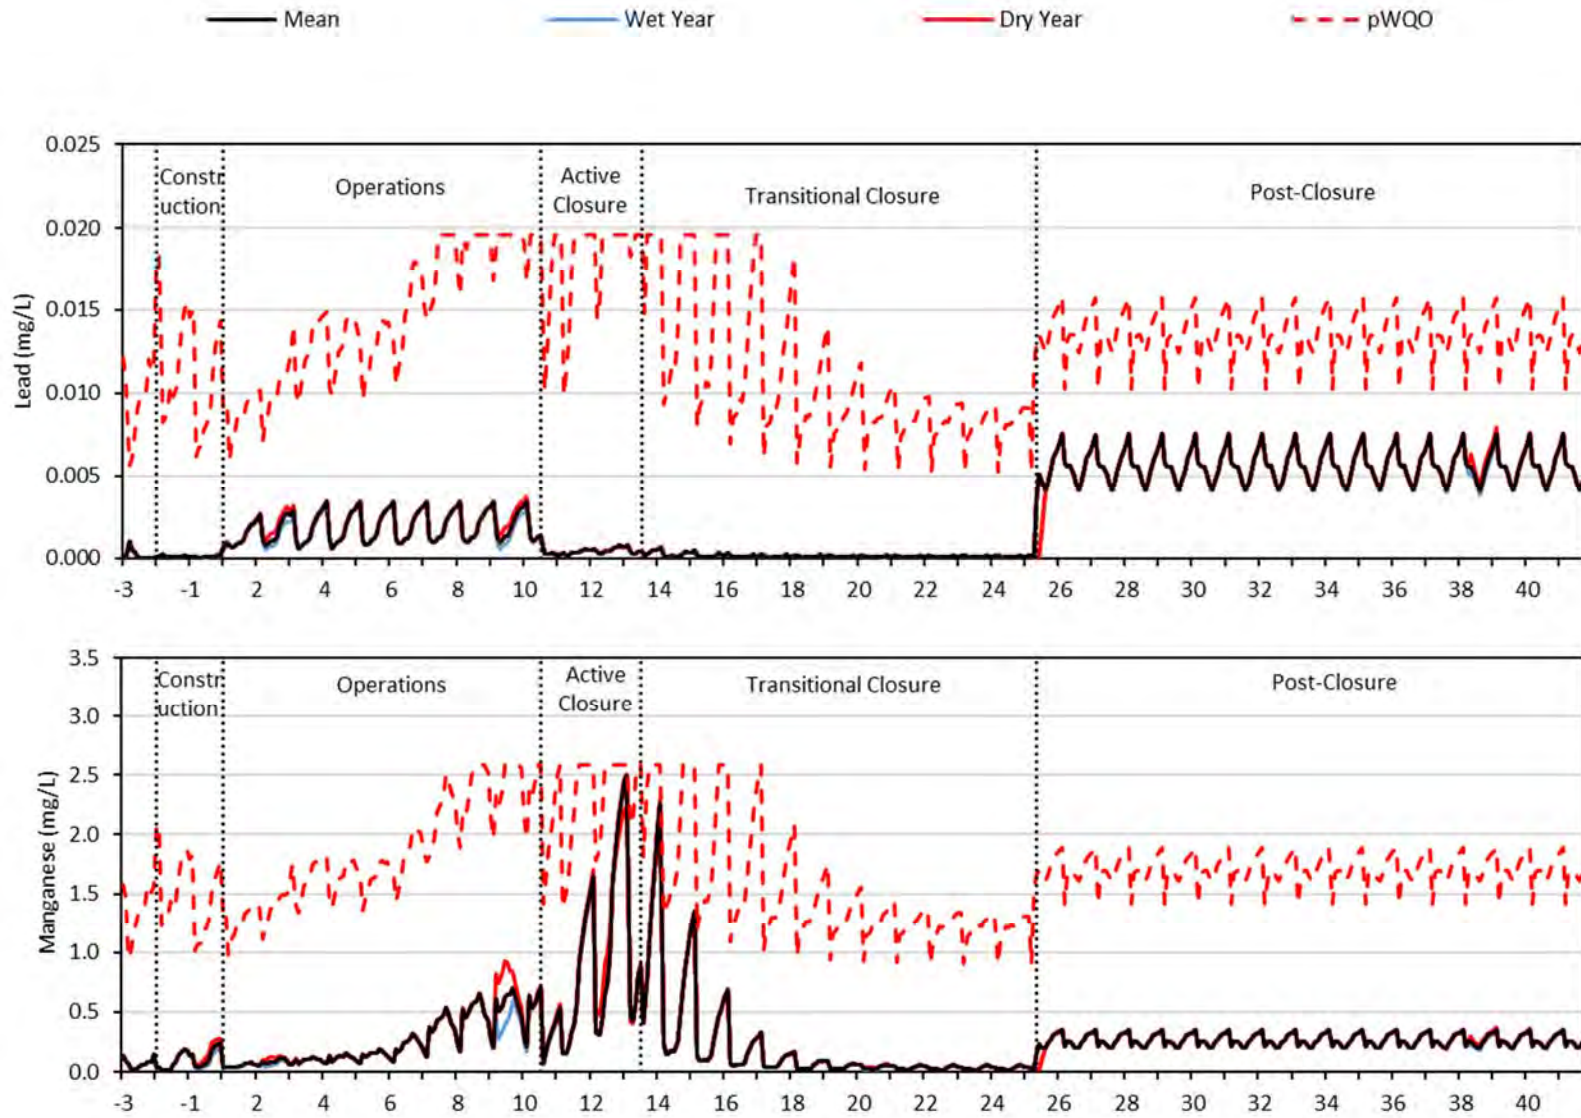 Mean Wet Year Dry Year pWQO
0.025
0.020
0.015
0.010
0.005
0.000
Lead (mg/L)
Constr
uction
Operations
Active
Closure
Transitional Closure
Post-Closure
-3 -1 2 4 6 8 10 12 14 16 18 20 22 24 26 28 30 32 34 36 38 40
3.5
3.0
2.5
2.0
1.5
1.0
0.5
0.0
Manganese (mg/L)
Constr
uction
Operations
Active
Closure
Transitional Closure
Post-Closure
-3 -1 2 4 6 8 10 12 14 16 18 20 22 24 26 28 30 32 34 36 38 40